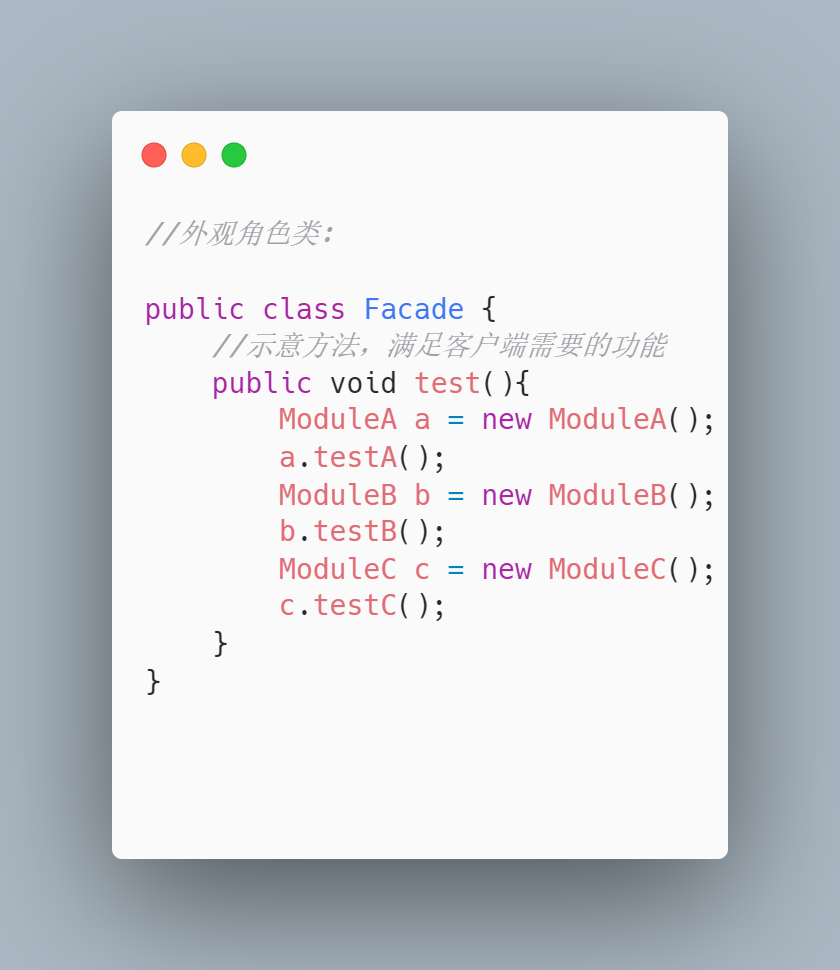 //外观角色类:
public class Facade {
    //示意方法，满足客户端需要的功能
    public void test(){
        ModuleA a = new ModuleA();
        a.testA();
        ModuleB b = new ModuleB();
        b.testB();
        ModuleC c = new ModuleC();
        c.testC();
    }
}